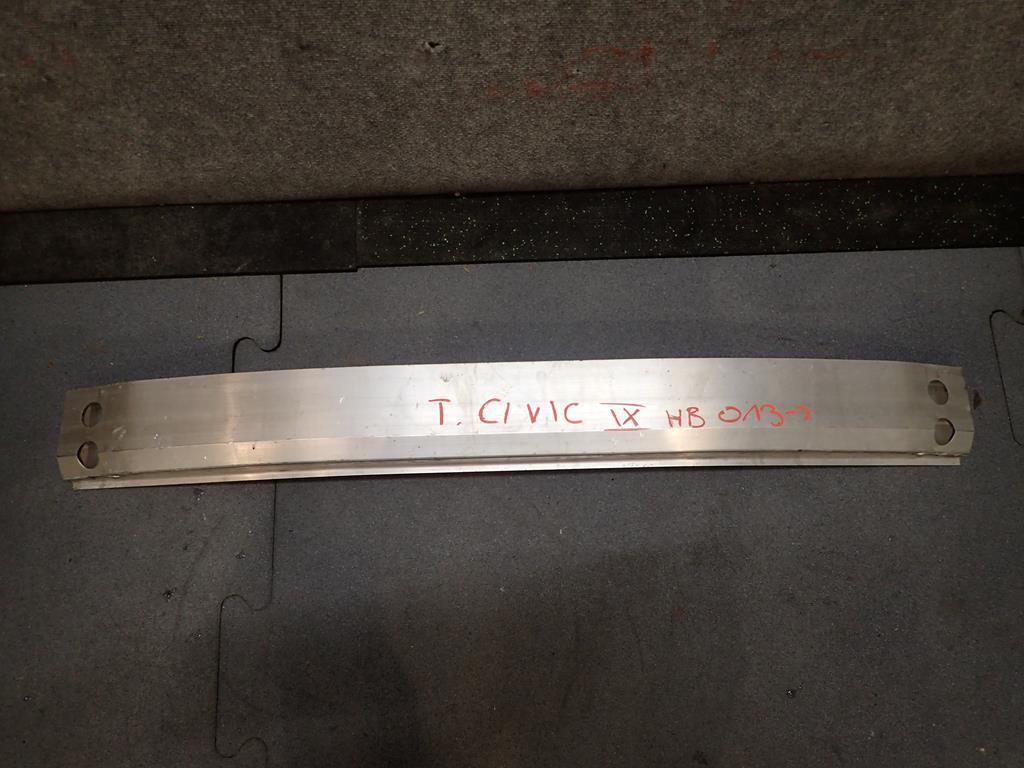 T. CIVIC IX HB 013->